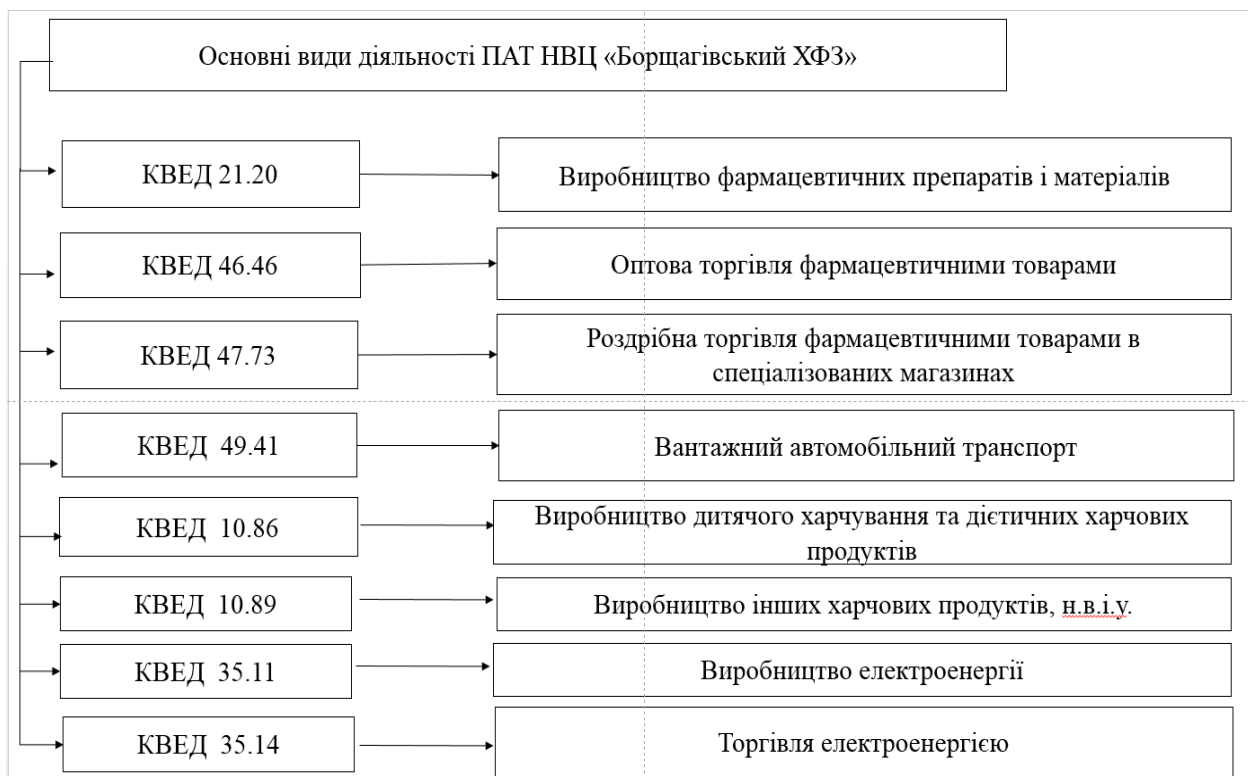 Основні види діяльності ПАТ НВЦ «Борщагівський ХФЗ»
КВЕД 21.20
Виробництво фармацевтичних препаратів і матеріалів
КВЕД 46.46
Оптова торгівля фармацевтичними товарами
КВЕД 47.73
Роздрібна торгівля фармацевтичними товарами в
спеціалізованих магазинах
КВЕД 49.41
Вантажний автомобільний транспорт
КВЕД 10.86
Виробництво дитячого харчування та дієтичних харчових
продуктів
КВЕД 10.89
Виробництво інших харчових продуктів, н.в.і.у.
КВЕД 35.11
Виробництво електроенергії
КВЕД 35.14
Торгівля електроенергією